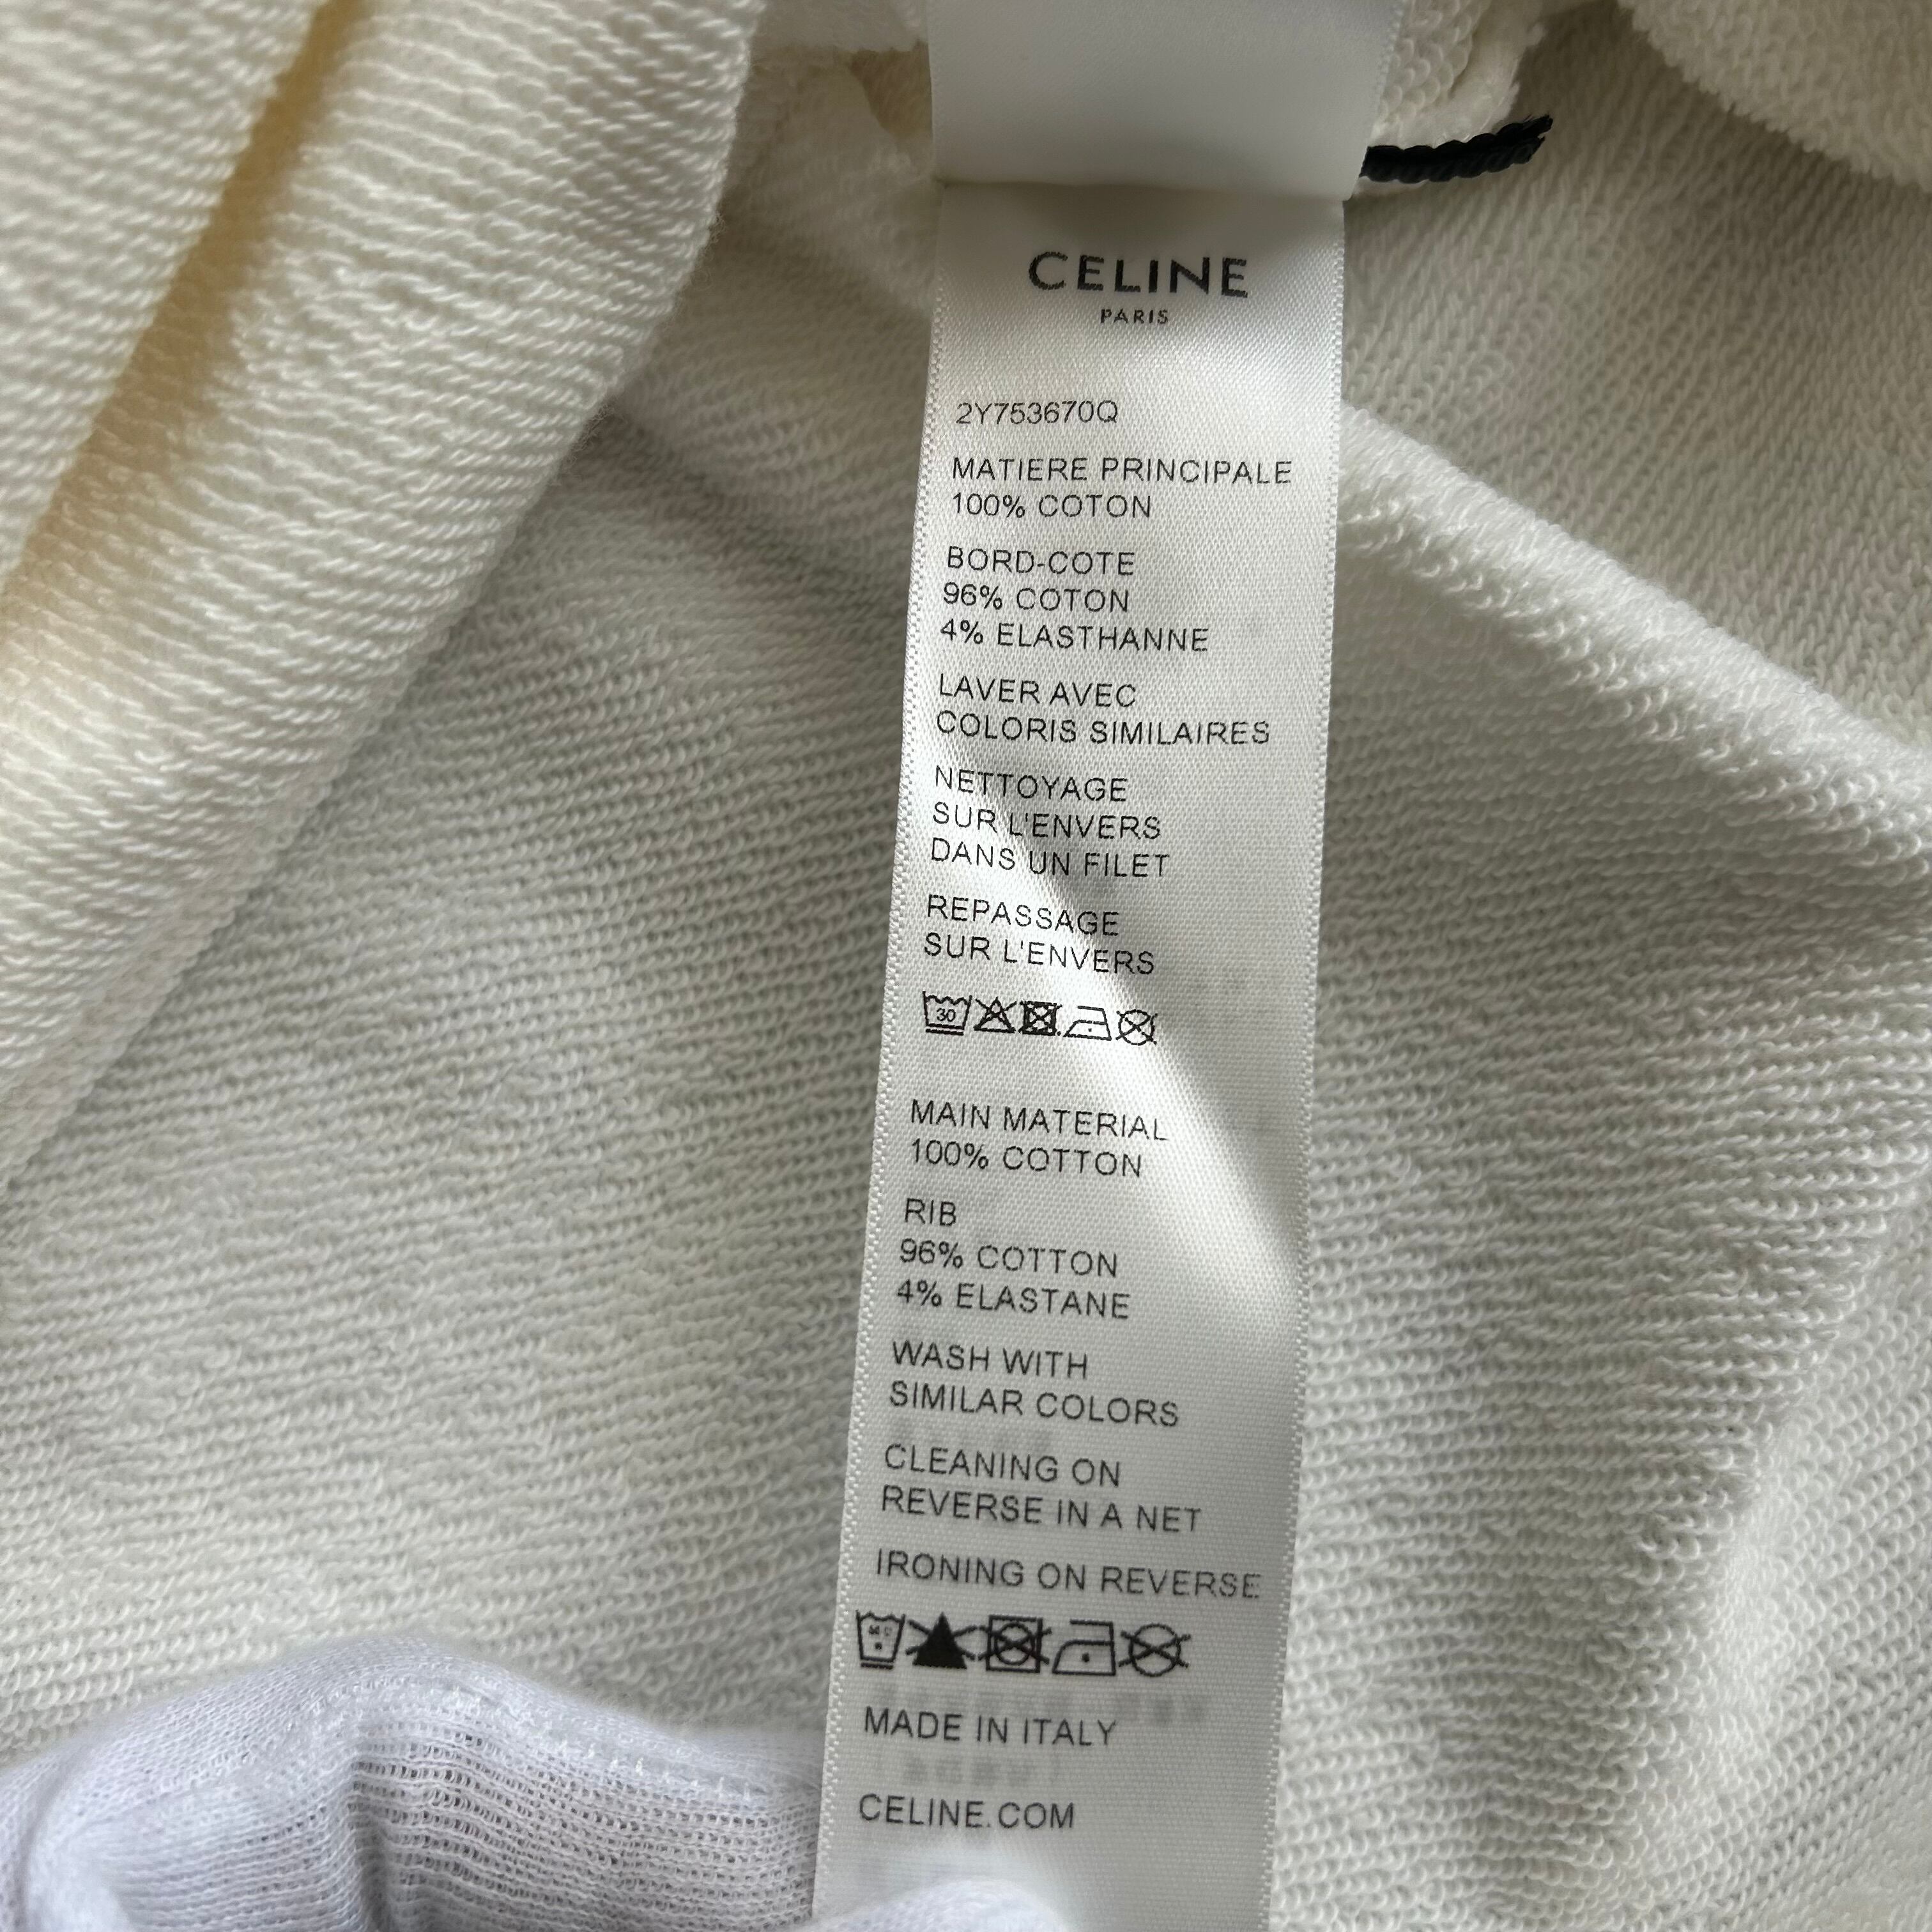 CELINE
PARIS
2Y753670Q
MATIERE PRINCIPALE
100% COTON
BORD-COTE
96% COTON
4% ELASTHANNE
LAVER AVEC
COLORIS SIMILAIRES
NETTOYAGE
SUR L'ENVERS
DANS UN FILET
REPASSAGE
SUR L'ENVERS
30
MAIN MATERIAL
100% COTTON
RIB
96% COTTON
4% ELASTANE
WASH WITH
SIMILAR COLORS
CLEANING ON
REVERSE IN A NET
IRONING ON REVERSE
MADE IN ITALY
CELINE.COM